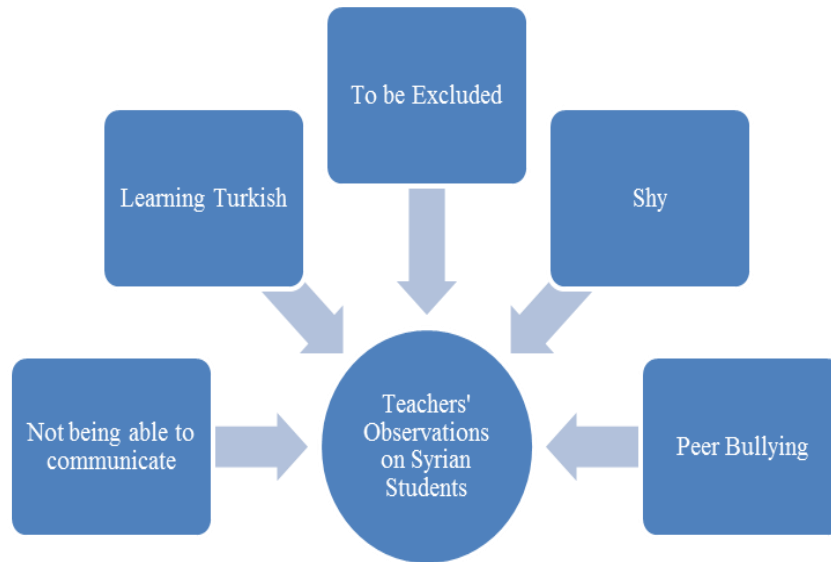 To be Excluded
Learning Turkish
Shy
Not being able to
communicate
Teachers'
Observations
on Syrian
Students
Peer Bullying